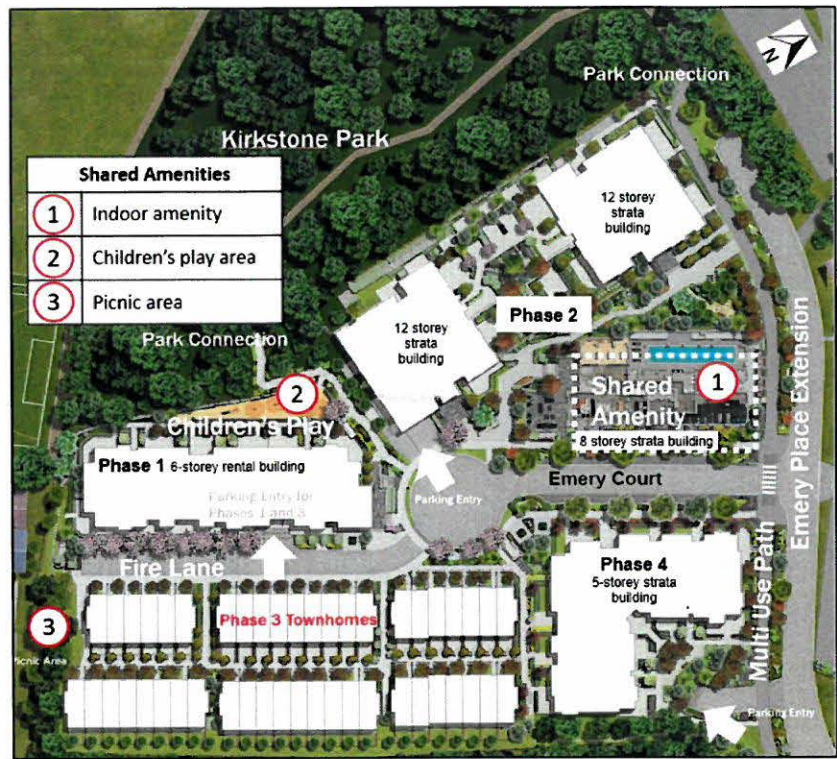 N
Park Connection
Kirkstone Park
Shared Amenities
1 Indoor amenity
2 Children's play area
3 Picnic area
12 storey
strata
building
12 storey
strata
building
Phase 2
Park Connection
2
Children's Play
1
Shared
Amenity
8 storey strata building
Phase 1 6-storey rental building
Parking Entry for
Phases 1 and 3
Parking Entry
Emery Court
Emery Place Extension
Multi Use Path
Fire Lane
Phase 4
5-storey strata
building
Phase 3 Townhomes
3
Picnic Area
Parking Entry